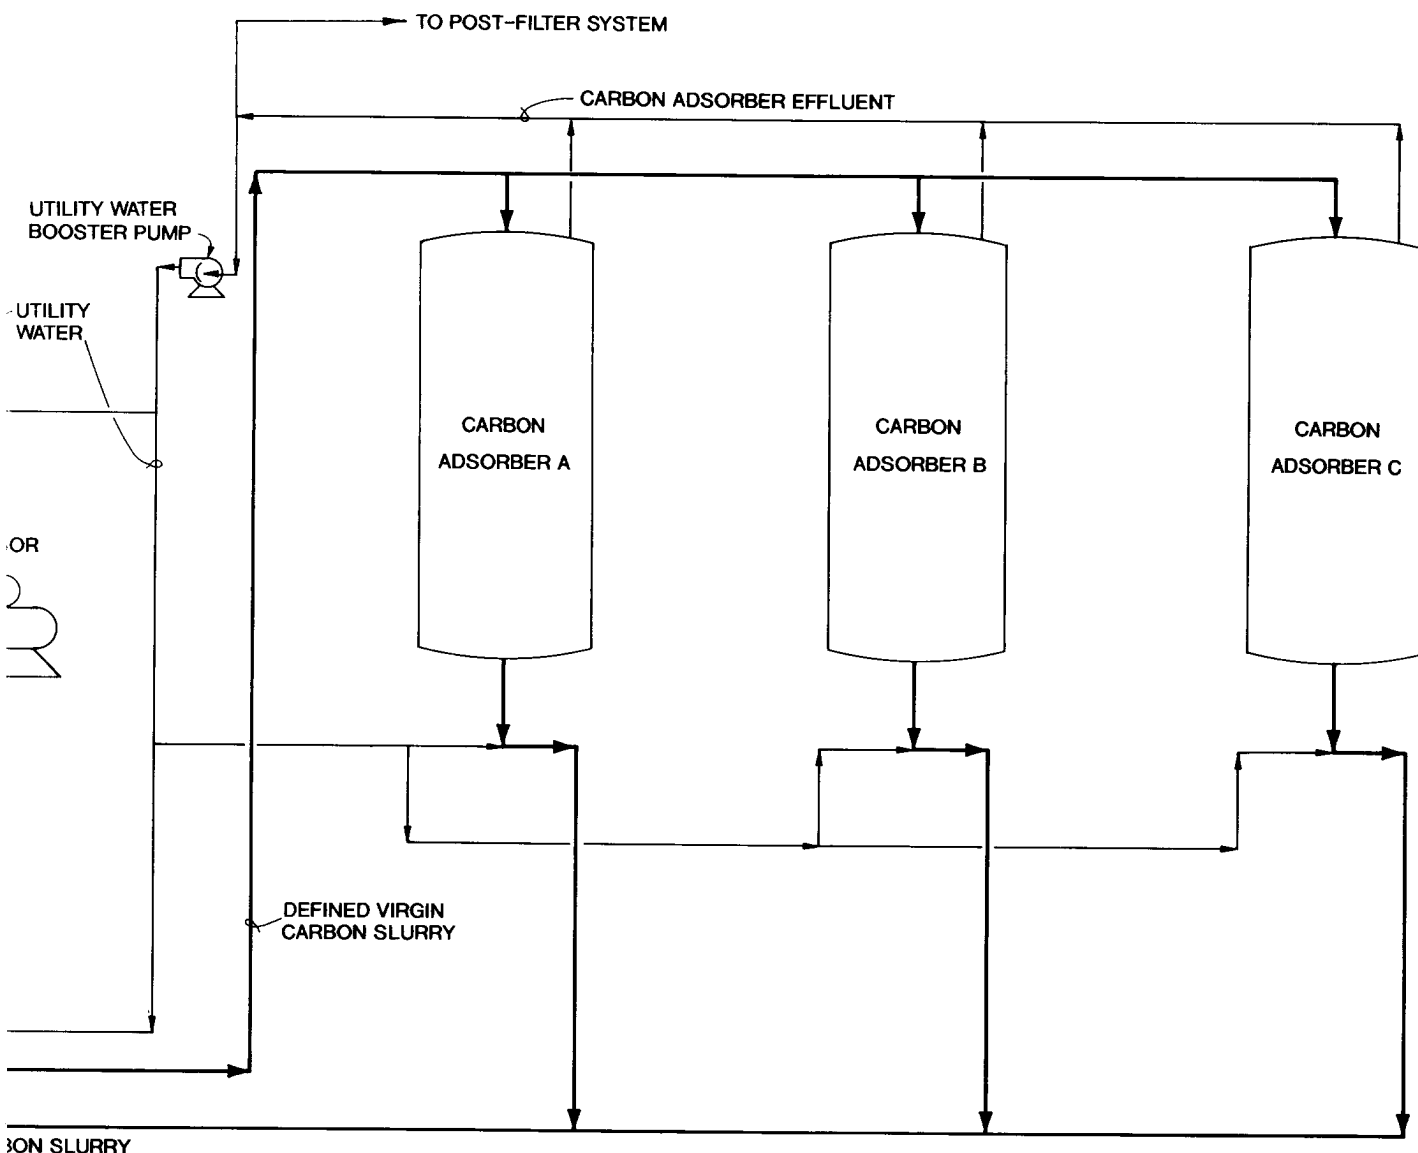 TO POST-FILTER SYSTEM
CARBON ADSORBER EFFLUENT
UTILITY WATER
BOOSTER PUMP
UTILITY
WATER
CARBON
ADSORBER A
CARBON
ADSORBER B
CARBON
ADSORBER C
OR
DEFINED VIRGIN
CARBON SLURRY
BON SLURRY